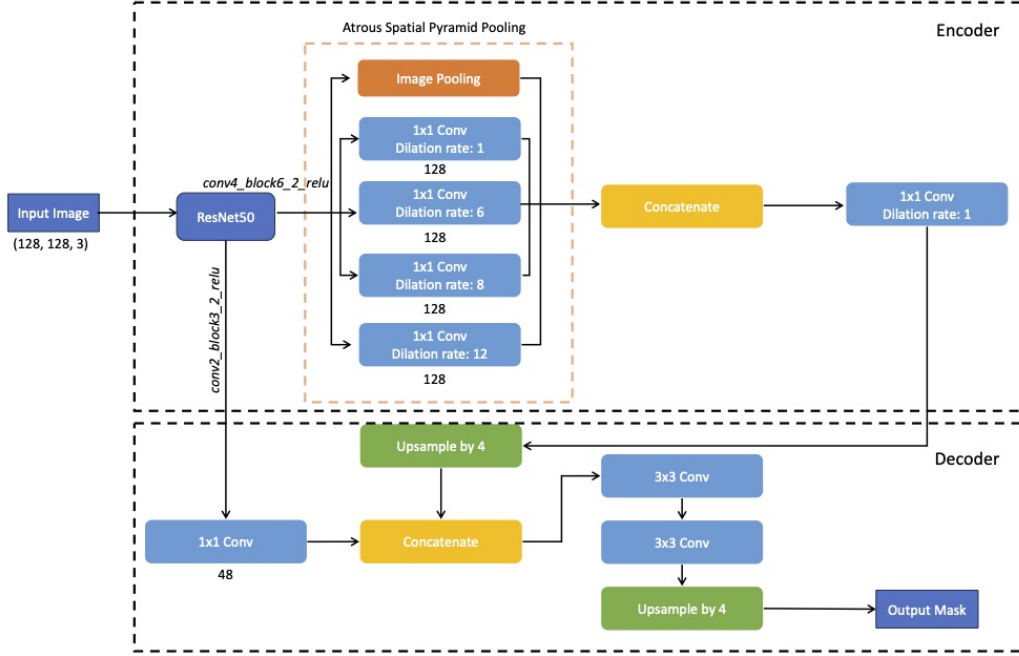 Atrous Spatial Pyramid Pooling
Encoder
Image Pooling
1x1 Conv
Dilation rate: 1
128
conv4_block6_2_relu
Input Image
(128, 128, 3)
ResNet50
1x1 Conv
Dilation rate: 6
128
Concatenate
1x1 Conv
Dilation rate: 1
1x1 Conv
Dilation rate: 8
128
1x1 Conv
Dilation rate: 12
128
conv2_block3_2_relu
Decoder
Upsample by 4
3x3 Conv
1x1 Conv
48
Concatenate
3x3 Conv
Upsample by 4
Output Mask